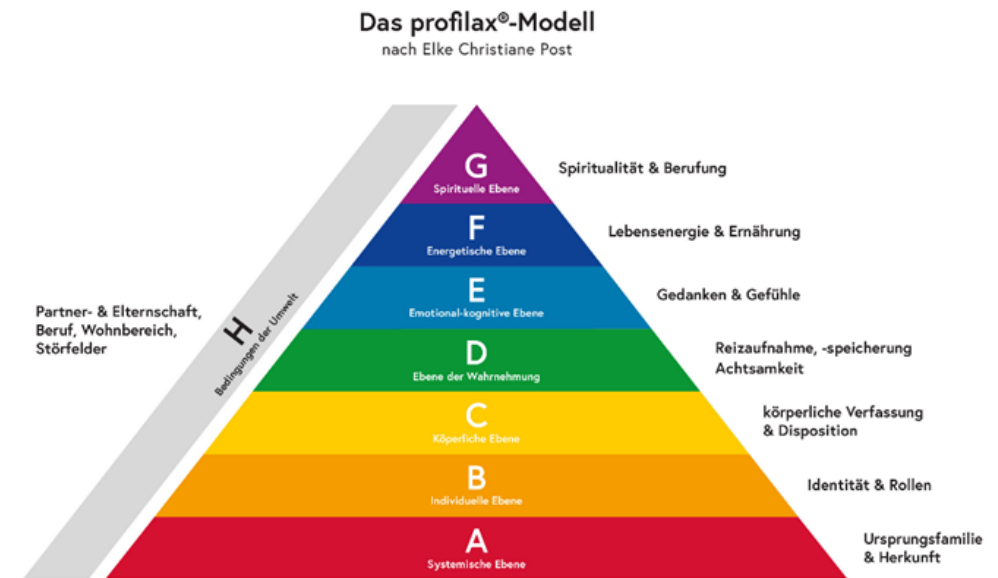 Das profilax®-Modell
nach Elke Christiane Post
G
Spirituelle Ebene
Spiritualität & Berufung
F
Energetische Ebene
Lebensenergie & Ernährung
E
Emotional-kognitive Ebene
Gedanken & Gefühle
Partner- & Elternschaft,
Beruf, Wohnbereich,
Störfelder
H
Bedingungen der Umwelt
D
Ebene der Wahrnehmung
Reizaufnahme, -speicherung
Achtsamkeit
C
Köperliche Ebene
körperliche Verfassung
& Disposition
B
Individuelle Ebene
Identität & Rollen
A
Systemische Ebene
Ursprungsfamilie
& Herkunft